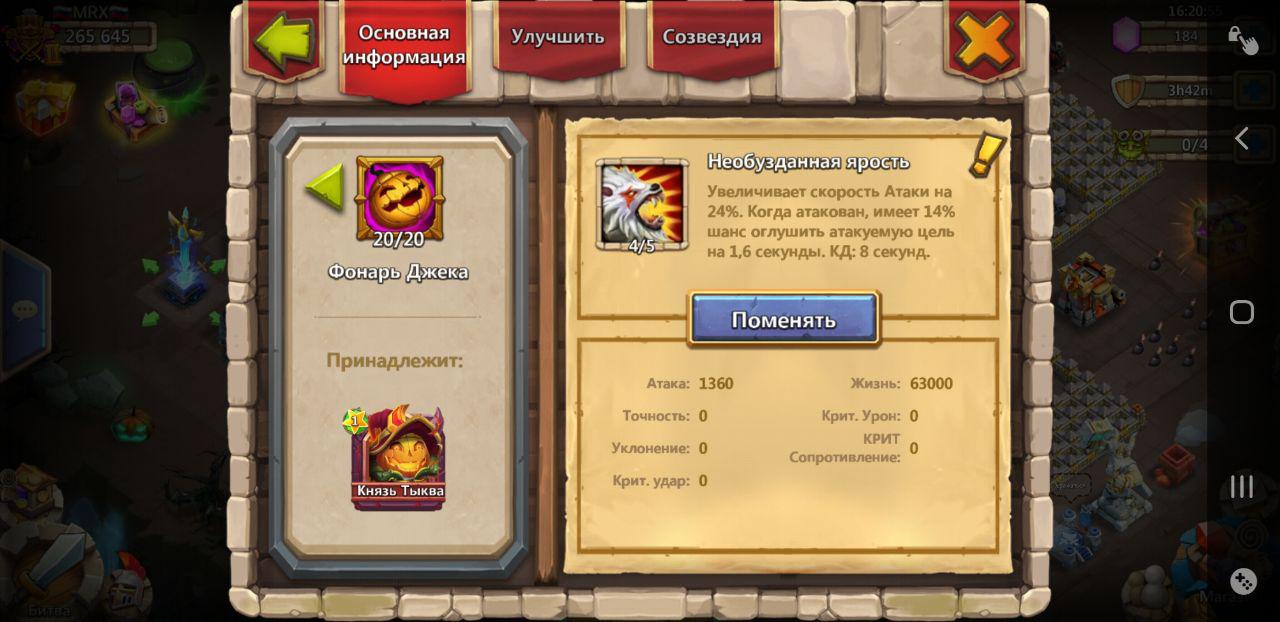 MRX
265 645
Основная
информация
Улучшить
Созвездия
16:20:55
184
3h42m
0/4
20/20
Фонарь Джека
Принадлежит:
1
Князь Тыква
4/5
Необузданная ярость
Увеличивает скорость Атаки на
24%. Когда атакован, имеет 14%
шанс оглушить атакуемую цель
на 1,6 секунды. КД: 8 секунд.
Поменять
Атака: 1360
Жизнь: 63000
Точность: 0
Крит. Урон: 0
Уклонение: 0
КРИТ
Сопротивление: 0
Крит. удар: 0
Битва